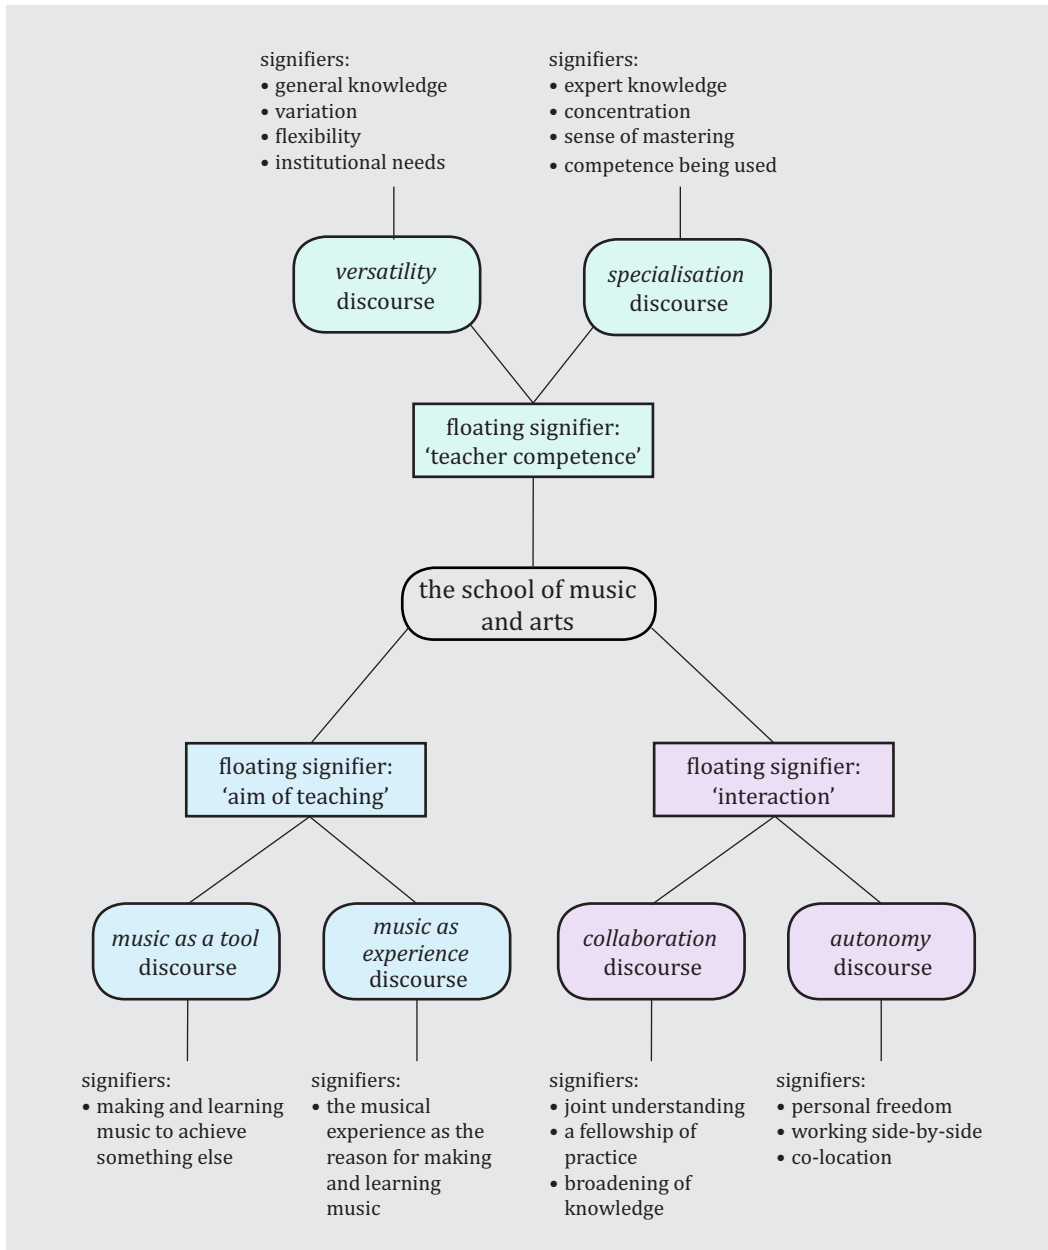 signifiers:
• general knowledge
• variation
• flexibility
• institutional needs
signifiers:
• expert knowledge
• concentration
• sense of mastering
• competence being used
versatility
discourse
specialisation
discourse
floating signifier:
‘teacher competence’
the school of music
and arts
floating signifier:
‘aim of teaching’
floating signifier:
‘interaction’
music as a tool
discourse
music as
experience
discourse
collaboration
discourse
autonomy
discourse
signifiers:
• making and learning
music to achieve
something else
signifiers:
• the musical
experience as the
reason for making
and learning
music
signifiers:
• joint understanding
• a fellowship of
practice
• broadening of
knowledge
signifiers:
• personal freedom
• working side-by-side
• co-location